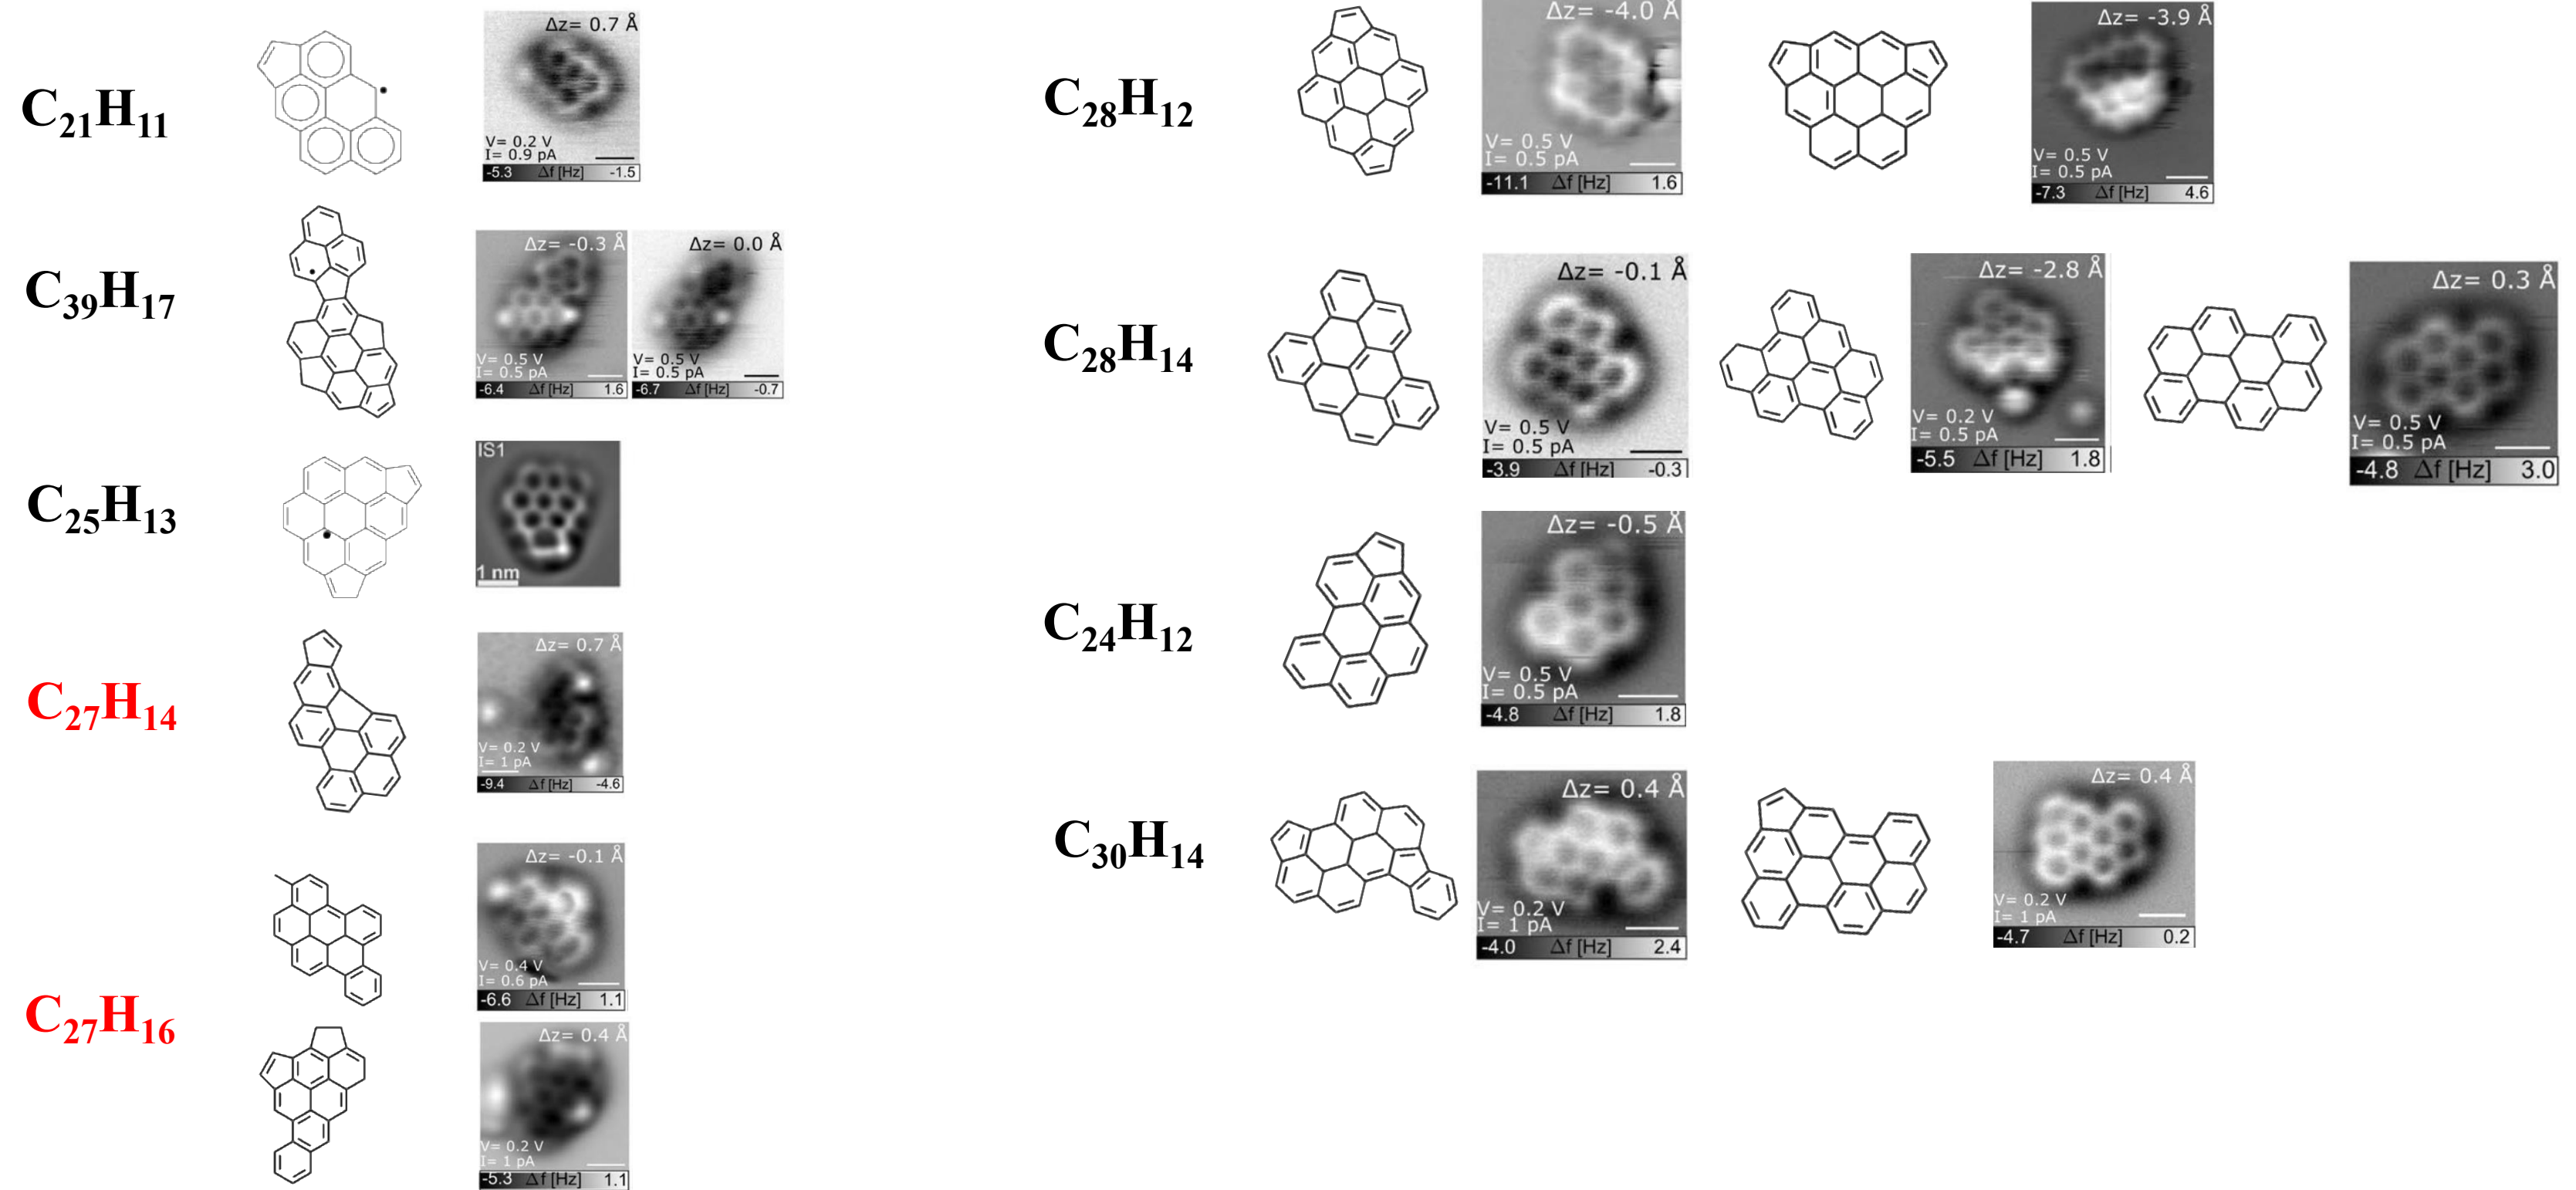 C21H11
Δz= 0.7 Å
V= 0.2 V
I= 0.9 pA
-5.3 Δf [Hz] -1.5
C39H17
Δz= -0.3 Å
V= 0.5 V
I= 0.5 pA
-6.4 Δf [Hz] 1.6
Δz= 0.0 Å
V= 0.5 V
I= 0.5 pA
-6.7 Δf [Hz] -0.7
C25H13
IS1
1 nm
C27H14
Δz= 0.7 Å
V= 0.2 V
I= 1 pA
-9.4 Δf [Hz] -4.6
C27H16
Δz= -0.1 Å
V= 0.4 V
I= 0.6 pA
-6.6 Δf [Hz] 1.1
Δz= 0.4 Å
V= 0.2 V
I= 1 pA
-5.3 Δf [Hz] 1.1
C28H12
Δz= -4.0 Å
V= 0.5 V
I= 0.5 pA
-11.1 Δf [Hz] 1.6
Δz= -3.9 Å
V= 0.5 V
I= 0.5 pA
-7.3 Δf [Hz] 4.6
C28H14
Δz= -0.1 Å
V= 0.5 V
I= 0.5 pA
-3.9 Δf [Hz] -0.3
Δz= -2.8 Å
V= 0.2 V
I= 0.5 pA
-5.5 Δf [Hz] 1.8
Δz= 0.3 Å
V= 0.5 V
I= 0.5 pA
-4.8 Δf [Hz] 3.0
C24H12
Δz= -0.5 Å
V= 0.5 V
I= 0.5 pA
-4.8 Δf [Hz] 1.8
C30H14
Δz= 0.4 Å
V= 0.2 V
I= 1 pA
-4.0 Δf [Hz] 2.4
Δz= 0.4 Å
V= 0.2 V
I= 1 pA
-4.7 Δf [Hz] 0.2